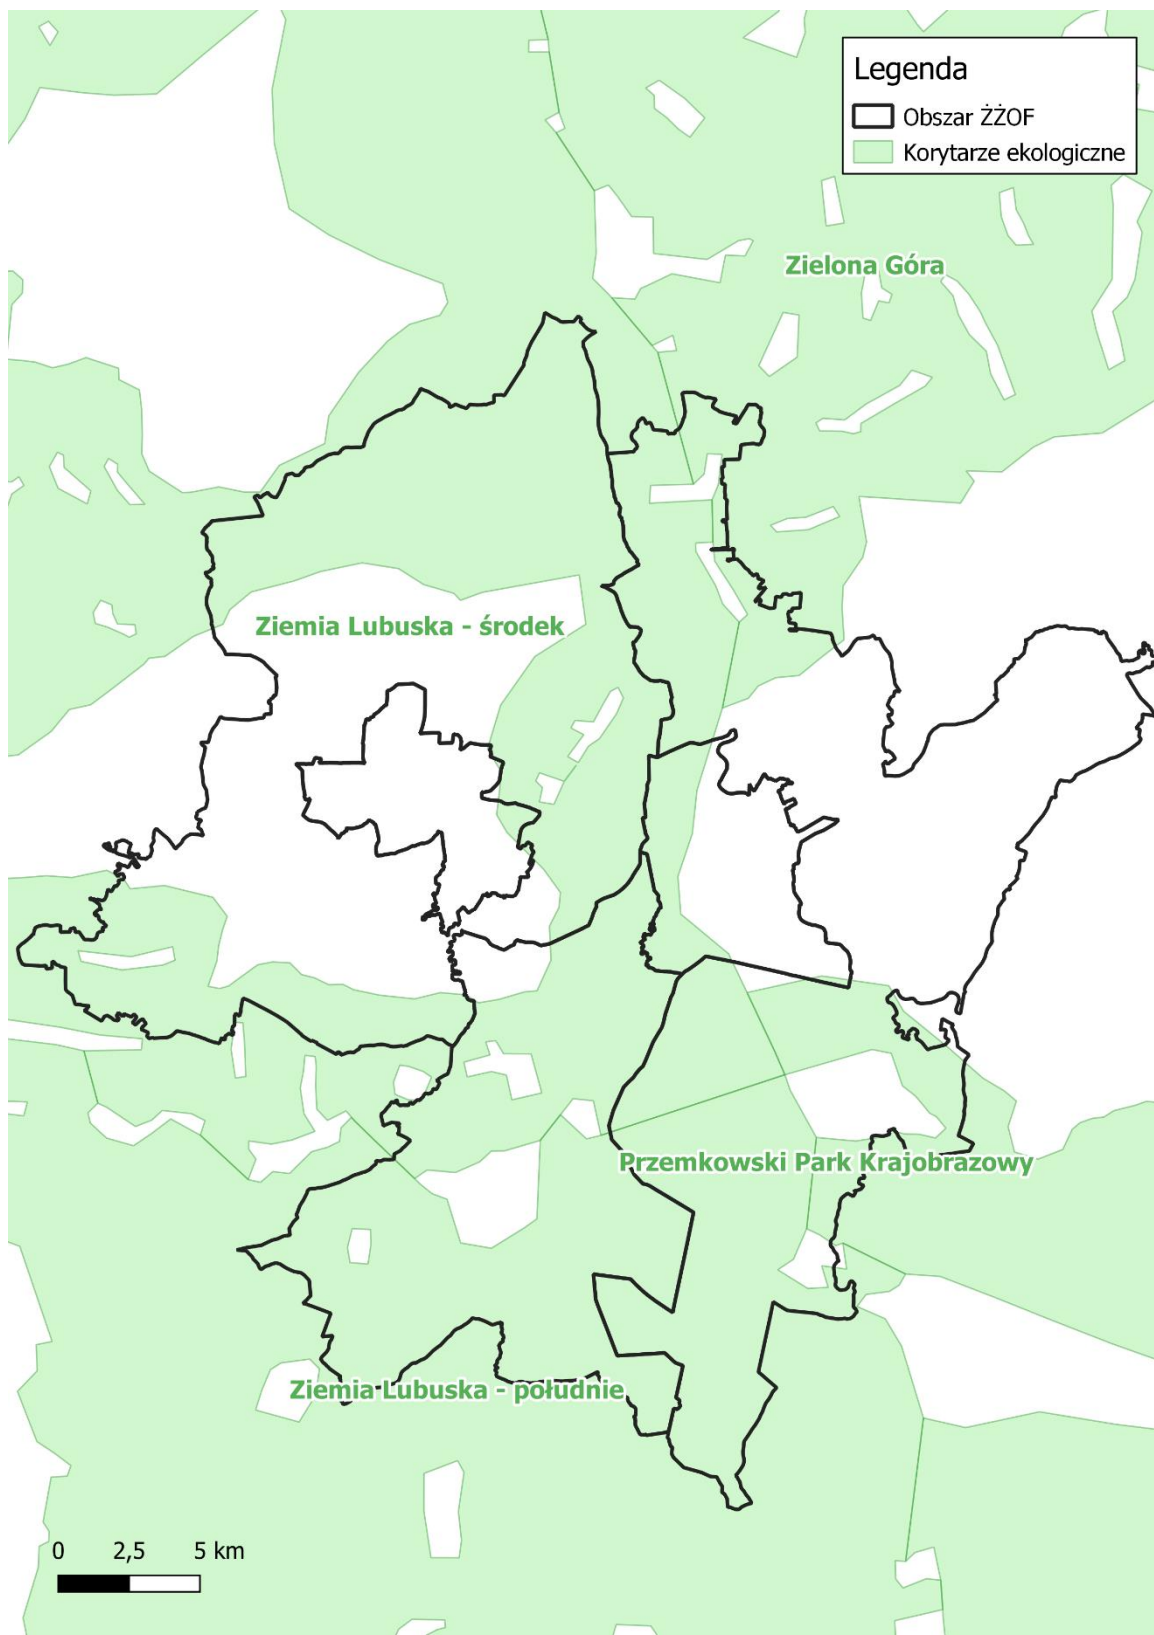 Legenda
Obszar ŻŻOF
Korytarze ekologiczne
Zielona Góra
Ziemia Lubuska - środek
Przemkowski Park Krajobrazowy
Ziemia Lubuska - południe
0 2,5 5 km